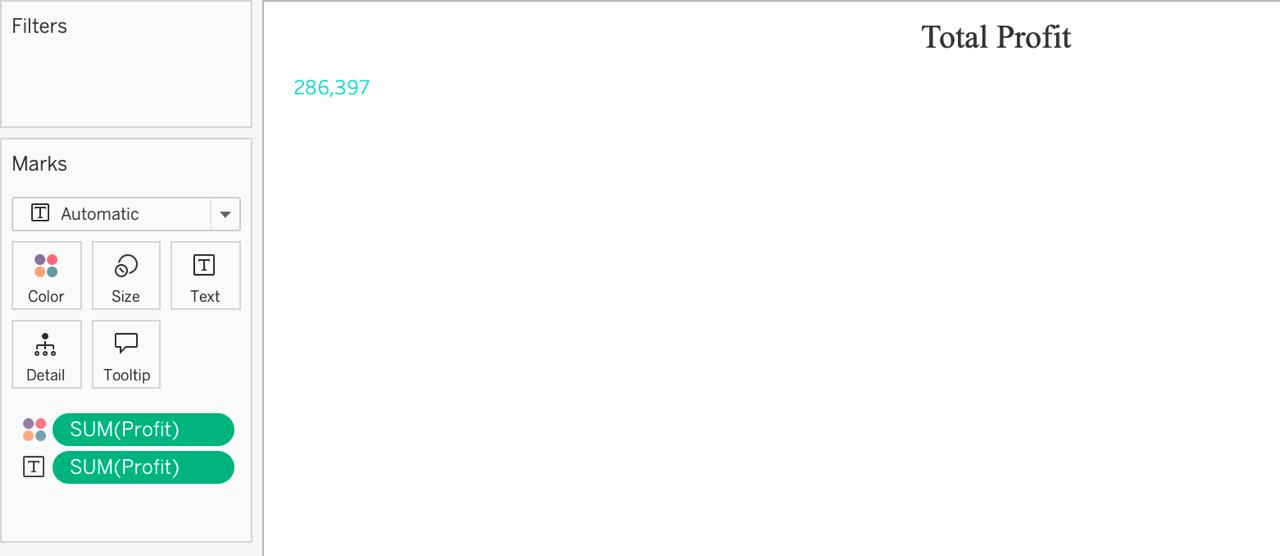 Filters
Marks
Automatic
Color Size Text
Detail Tooltip
SUM(Profit)
SUM(Profit)
Total Profit
286,397